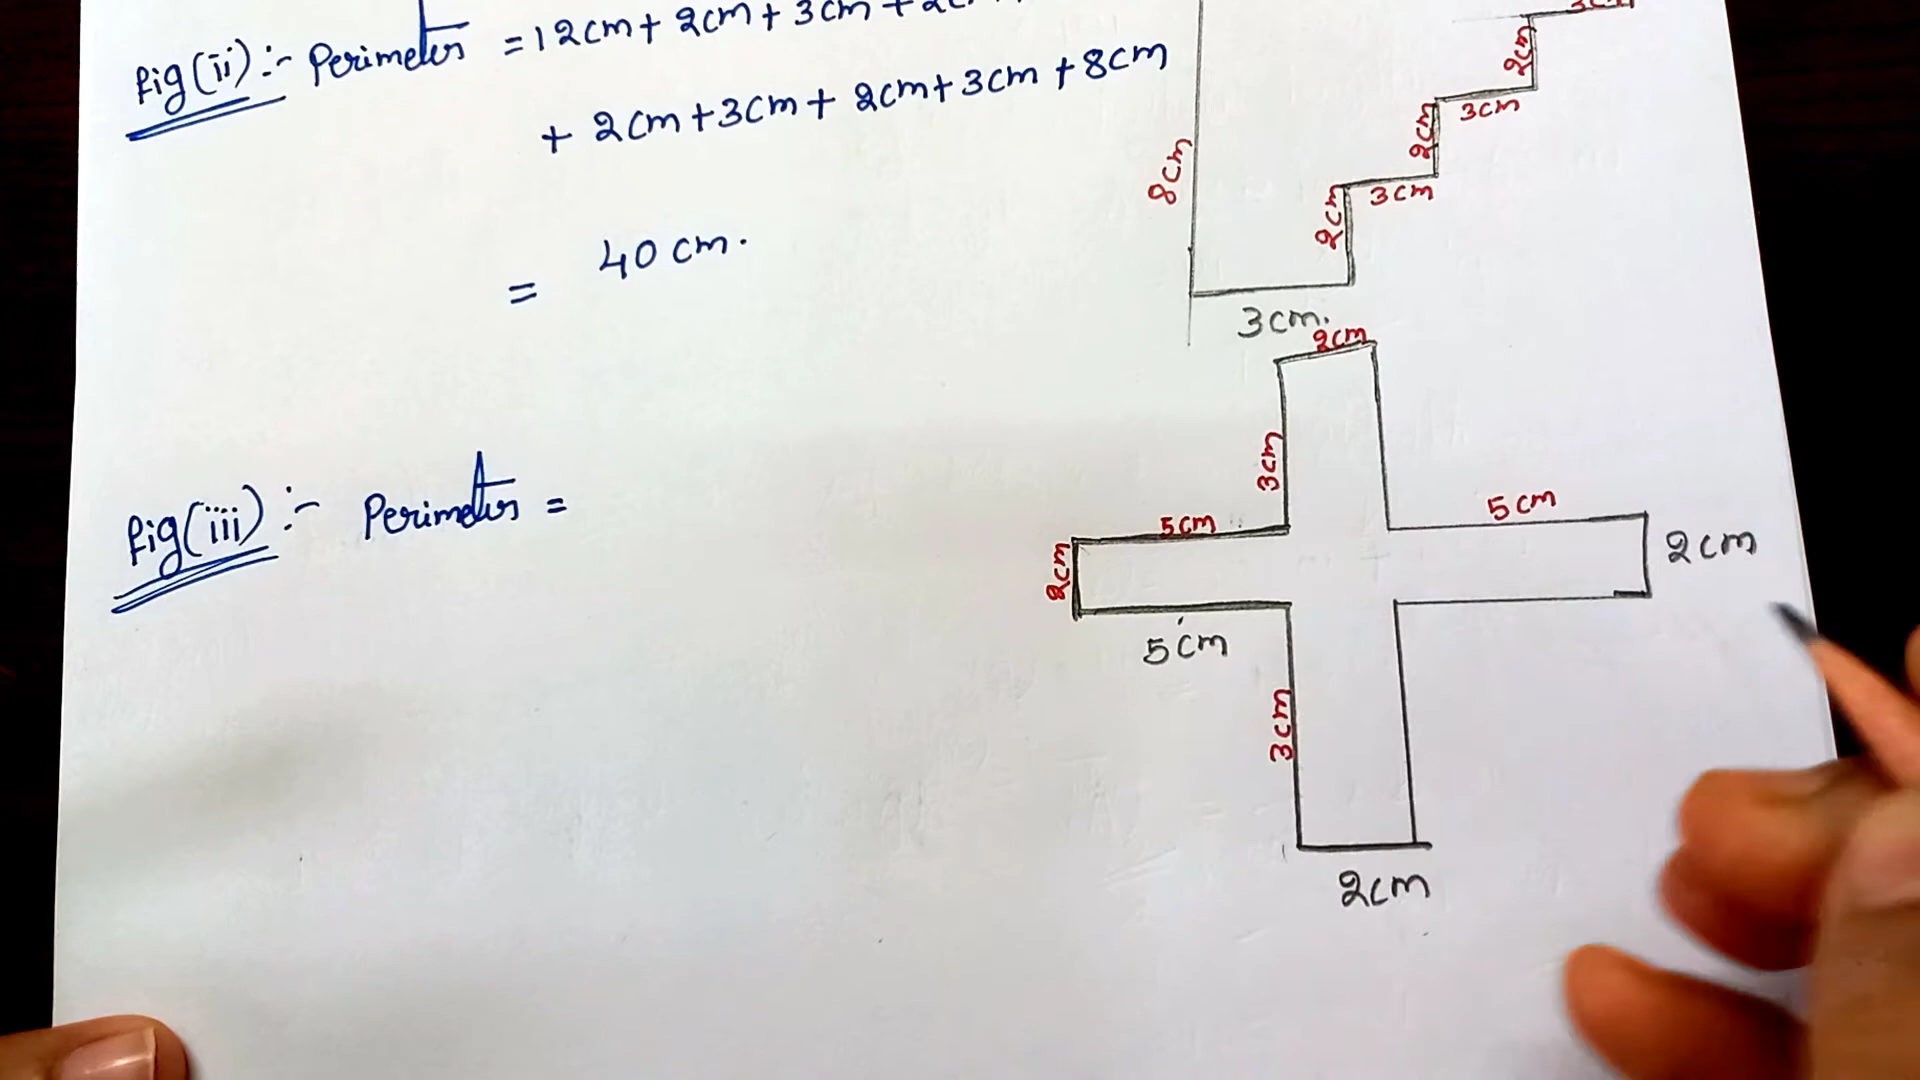 fig(ii):- Perimeter = 12cm + 2cm + 3cm +
+ 2cm + 3cm + 2cm + 3cm + 8cm
= 40 cm.
3cm
2cm
3cm
2cm
8cm
3cm
2cm
3cm.
2cm
3cm
fig(iii):- Perimeter =
5cm
5cm
2cm
2cm
5cm
3cm
2cm